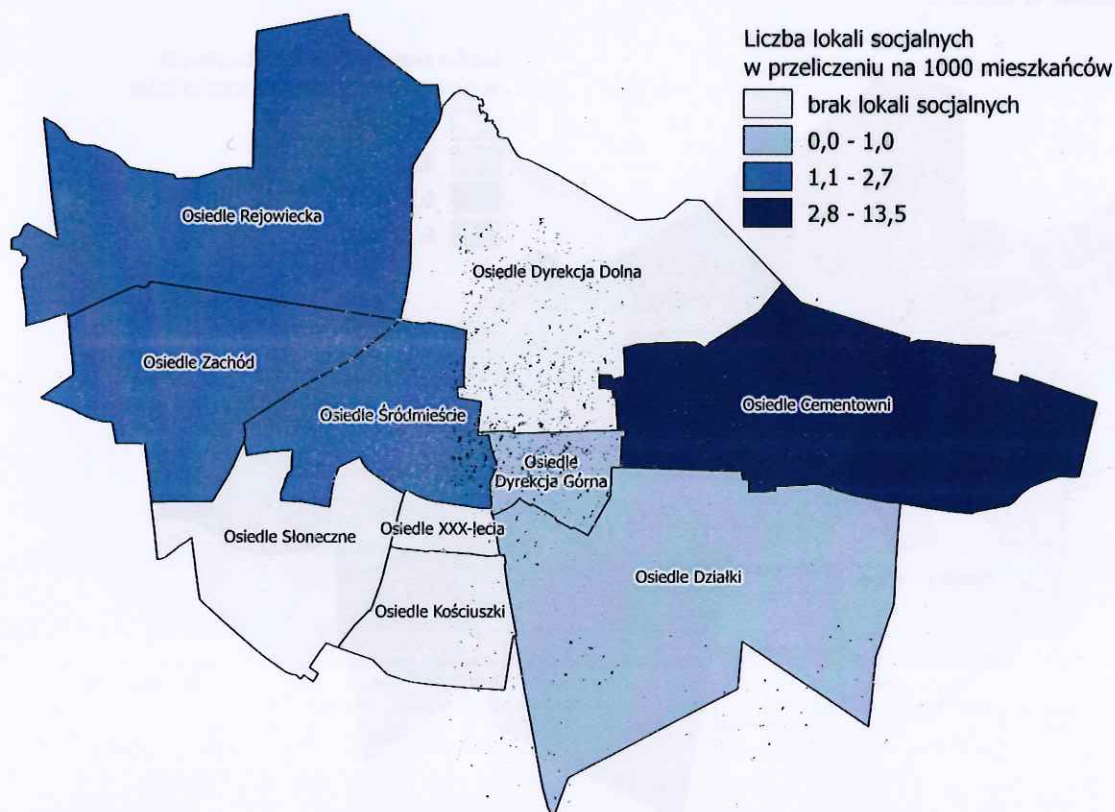 Liczba lokali socjalnych
w przeliczeniu na 1000 mieszkańców
brak lokali socjalnych
0,0 - 1,0
1,1 - 2,7
2,8 - 13,5
Osiedle Rejowiecka
Osiedle Dyrekcja Dolna
Osiedle Zachód
Osiedle Śródmieście
Osiedle Cementowni
Osiedle
Dyrekcja Górna
Osiedle XXX-lecia
Osiedle Słoneczne
Osiedle Działki
Osiedle Kościuszki